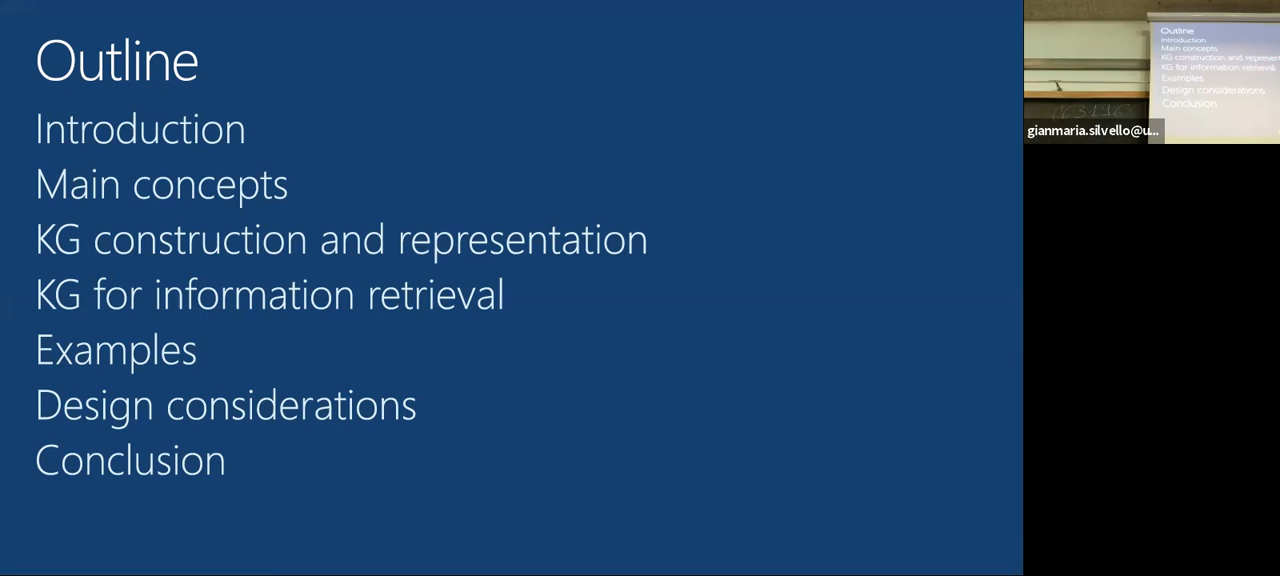 Outline
Introduction
Main concepts
KG construction and representation
KG for information retrieval
Examples
Design considerations
Conclusion
Outline
Introduction
Main concepts
KG construction and represen
KG for information retrieval
Examples
Design considerations
Conclusion
gianmaria.silvello@u...